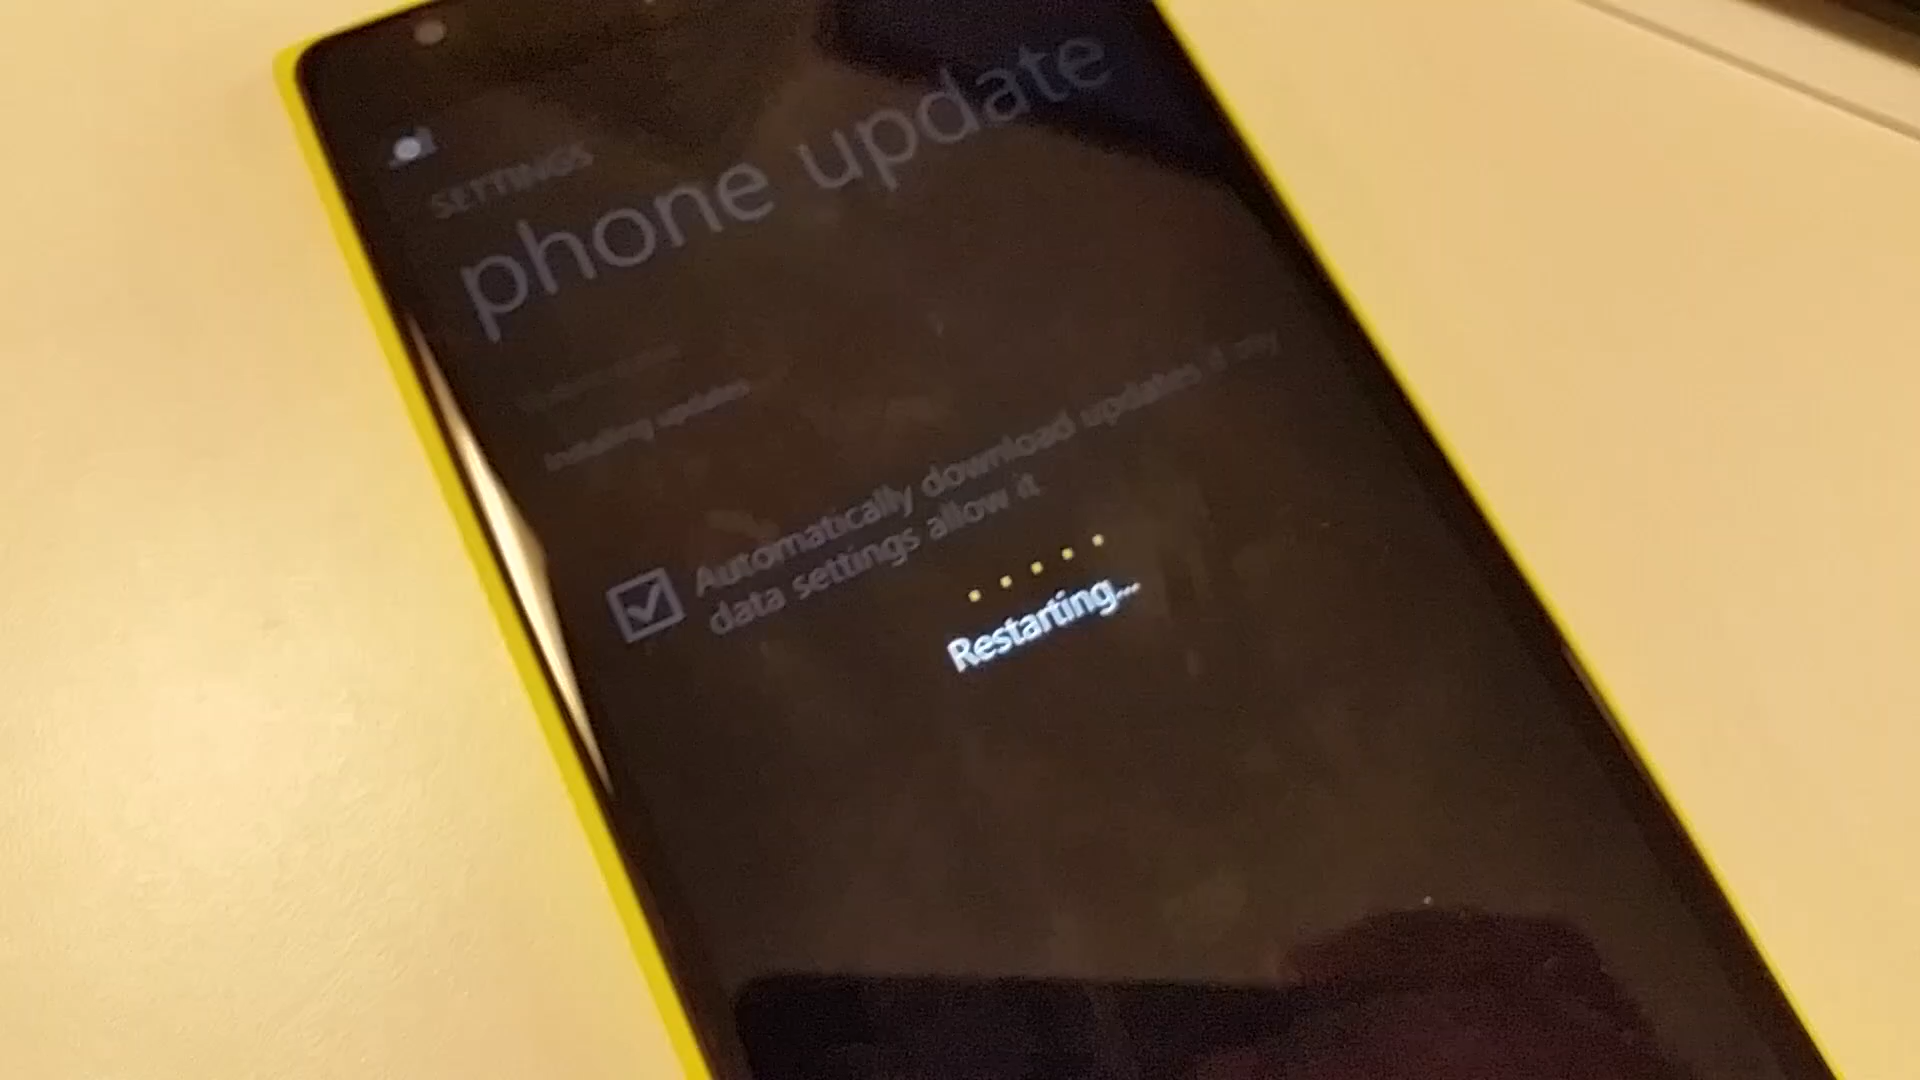 SETTINGS
phone update
Installing updates
Automatically download updates if my
data settings allow it.
Restarting...